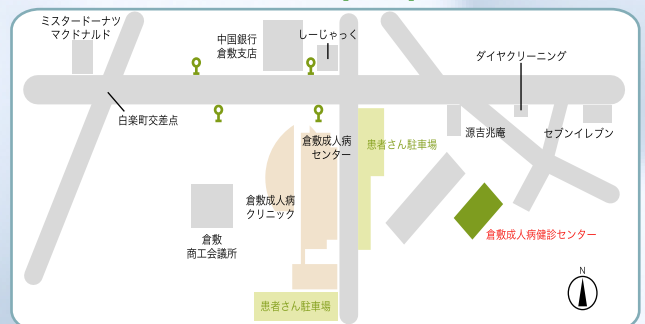 ミスタードーナツ
マクドナルド
中国銀行
倉敷支店
しーじゃっく
ダイヤクリーニング
白楽町交差点
倉敷成人病
センター
患者さん駐車場
源吉兆庵
セブンイレブン
倉敷成人病
クリニック
倉敷
商工会議所
倉敷成人病健診センター
患者さん駐車場
N